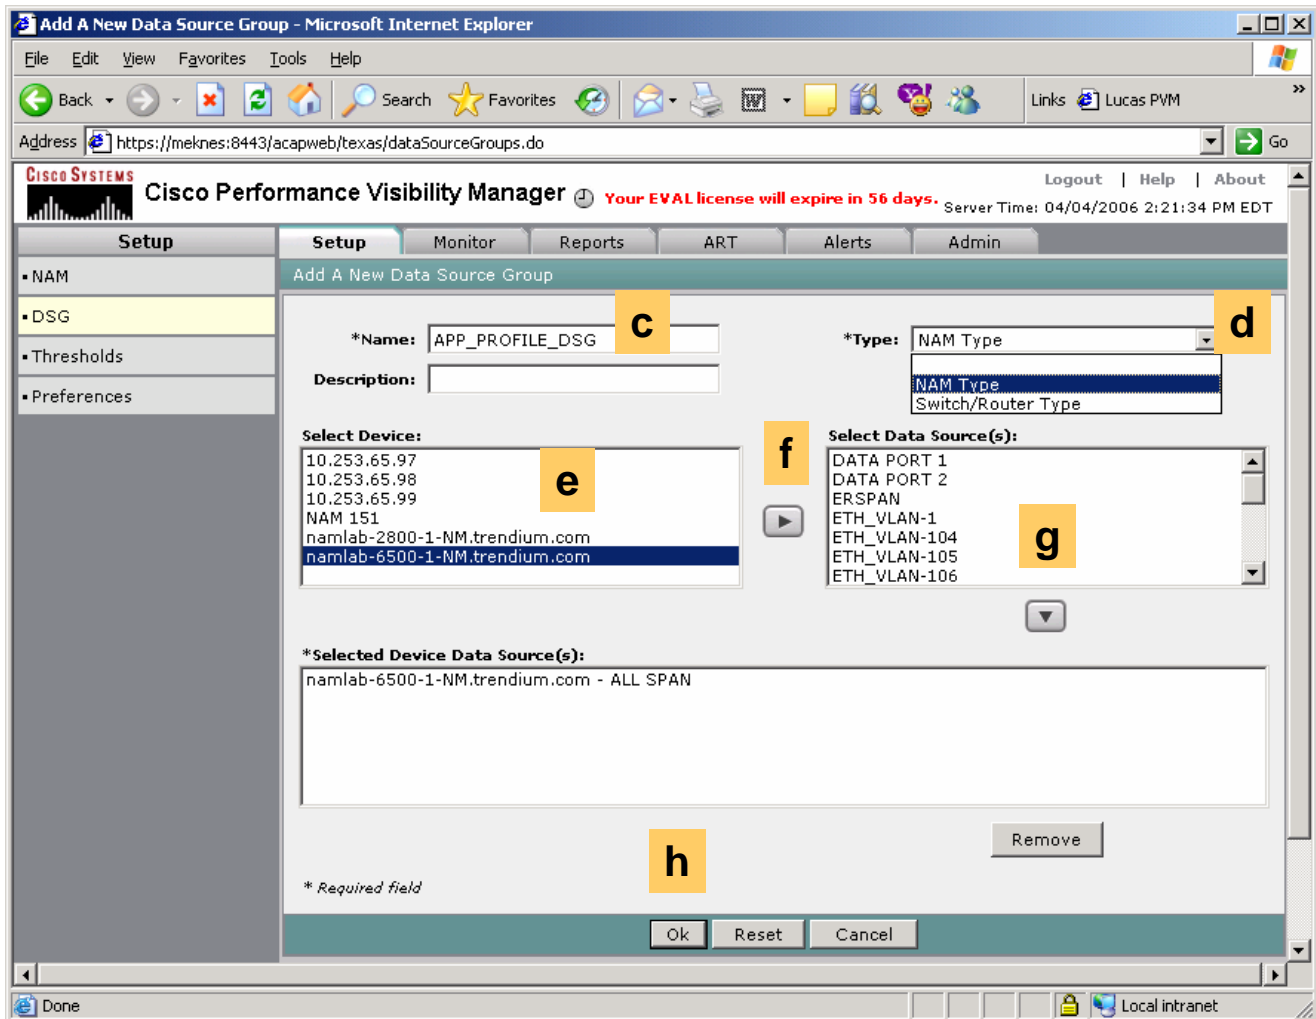 Add A New Data Source Group - Microsoft Internet Explorer
File Edit View Favorites Tools Help
Back Search Favorites Links Lucas PVM »
Address https://meknes:8443/acapweb/texas/dataSourceGroups.do Go
CISCO SYSTEMS
Cisco Performance Visibility Manager Your EVAL license will expire in 56 days.
Logout | Help | About
Server Time: 04/04/2006 2:21:34 PM EDT
Setup
Setup Monitor Reports ART Alerts Admin
NAM
DSG
Thresholds
Preferences
Add A New Data Source Group
c
d
*Name: APP_PROFILE_DSG
*Type: NAM Type
NAM Type
Switch/Router Type
Description:
Select Device:
10.253.65.97
10.253.65.98
10.253.65.99
NAM 151
namlab-2800-1-NM.trendium.com
namlab-6500-1-NM.trendium.com
e
f
Select Data Source(s):
DATA PORT 1
DATA PORT 2
ERSPAN
ETH_VLAN-1
ETH_VLAN-104
ETH_VLAN-105
ETH_VLAN-106
g
*Selected Device Data Source(s):
namlab-6500-1-NM.trendium.com - ALL SPAN
Remove
h
* Required field
Ok Reset Cancel
Done Local intranet